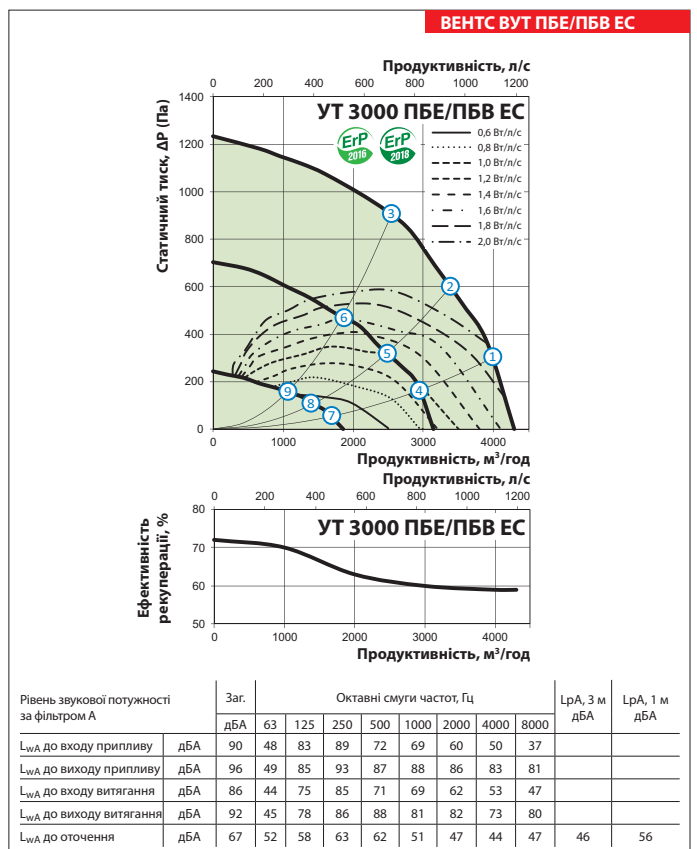 ВЕНТС ВУТ ПБЕ/ПБВ ЕС
Продуктивність, л/с
0 200 400 600 800 1000 1200
Статичний тиск, ΔP (Па)
1400
1200
1000
800
600
400
200
0
УТ 3000 ПБЕ/ПБВ ЕС
ErP 2016
ErP 2018
0,6 Вт/л/с
0,8 Вт/л/с
1,0 Вт/л/с
1,2 Вт/л/с
1,4 Вт/л/с
1,6 Вт/л/с
1,8 Вт/л/с
2,0 Вт/л/с
3
2
6
5
1
4
9
8
7
0 1000 2000 3000 4000
Продуктивність, м³/год
Продуктивність, л/с
0 200 400 600 800 1000 1200
Ефективність
рекуперації, %
80
70
60
50
УТ 3000 ПБЕ/ПБВ ЕС
0 1000 2000 3000 4000
Продуктивність, м³/год
Рівень звукової потужності за фільтром А Заг. Октавні смуги частот, Гц LpA, 3 м дБА LpA, 1 м дБА
дБА 63 125 250 500 1000 2000 4000 8000
LwA до входу припливу дБА 90 48 83 89 72 69 60 50 37
LwA до виходу припливу дБА 96 49 85 93 87 88 86 83 81
LwA до входу витягання дБА 86 44 75 85 71 69 62 53 47
LwA до виходу витягання дБА 92 45 78 86 88 81 82 73 80
LwA до оточення дБА 67 52 58 63 62 51 47 44 47 46 56